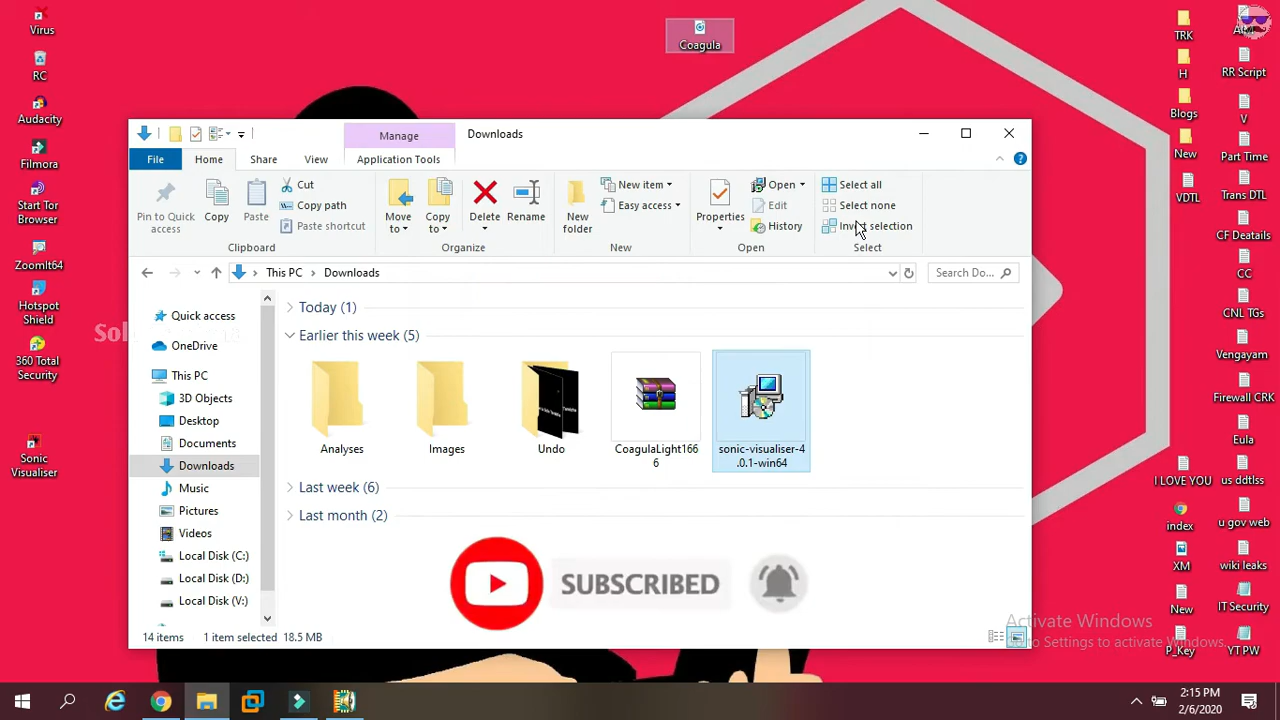 Virus
RC
Audacity
Filmora
Start Tor
Browser
ZoomIt64
Hotspot
Shield
360 Total
Security
Sonic
Visualiser
Coagula
Manage
Downloads
File
Home
Share
View
Application Tools
Pin to Quick
access
Copy
Paste
Cut
Copy path
Paste shortcut
Clipboard
Move
to
Copy
to
Delete
Rename
Organize
New
folder
New item
Easy access
New
Properties
Open
Edit
History
Open
Select all
Select none
Invert selection
Select
This PC
Downloads
Search Do...
Quick access
OneDrive
This PC
3D Objects
Desktop
Documents
Downloads
Music
Pictures
Videos
Local Disk (C:)
Local Disk (D:)
Local Disk (V:)
Today (1)
Earlier this week (5)
Analyses
Images
Undo
CoagulaLight166
6
sonic-visualiser-4
.0.1-win64
Last week (6)
Last month (2)
SUBSCRIBED
14 items
1 item selected
18.5 MB
Activate Windows
to Settings to activate Windows.
TRK
H
Blogs
New
VDTL
I LOVE YOU
index
XM
New
P_Key
RR Script
V
Part Time
Trans DTL
CF Deatails
CC
CNL TGs
Vengayam
Firewall CRK
Eula
us ddtlss
u gov web
wiki leaks
IT Security
YT PW
2:15 PM
2/6/2020